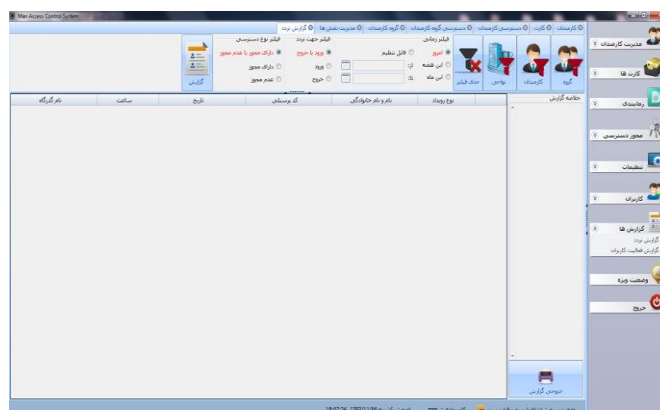 Man Access Control System
کارمندان
کارت
دسترسی کارمندان
دسترسی گروه کارمندان
گروه کارمندان
مدیریت نقش ها
گزارش تردد
گروه
کارمندان
نواحی
حذف فیلتر
فیلتر زمانی
امروز
این هفته
این ماه
قابل تنظیم
از:
تا:
فیلتر جهت تردد
ورود یا خروج
ورود
خروج
فیلتر نوع دسترسی
دارای مجوز یا عدم مجوز
دارای مجوز
عدم مجوز
گزارش
خلاصه گزارش
نوع رویداد
نام و نام خانوادگی
کد پرسنلی
تاریخ
ساعت
نام گذرگاه
خروجی گزارش
مدیریت کارمندان
کارت ها
زمانبندی
مجوز دسترسی
تنظیمات
کاربران
گزارش ها
گزارش تردد
گزارش فعالیت کاربران
وضعیت ویژه
خروج